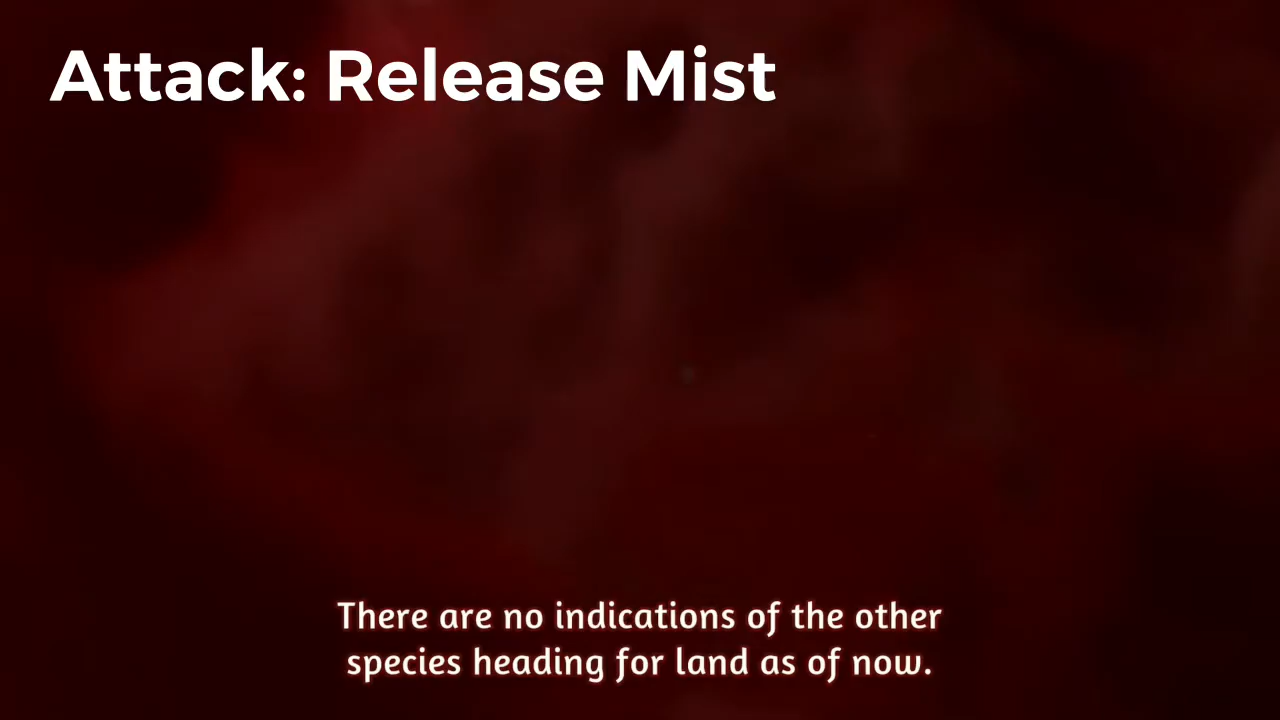 Attack: Release Mist
There are no indications of the other
species heading for land as of now.